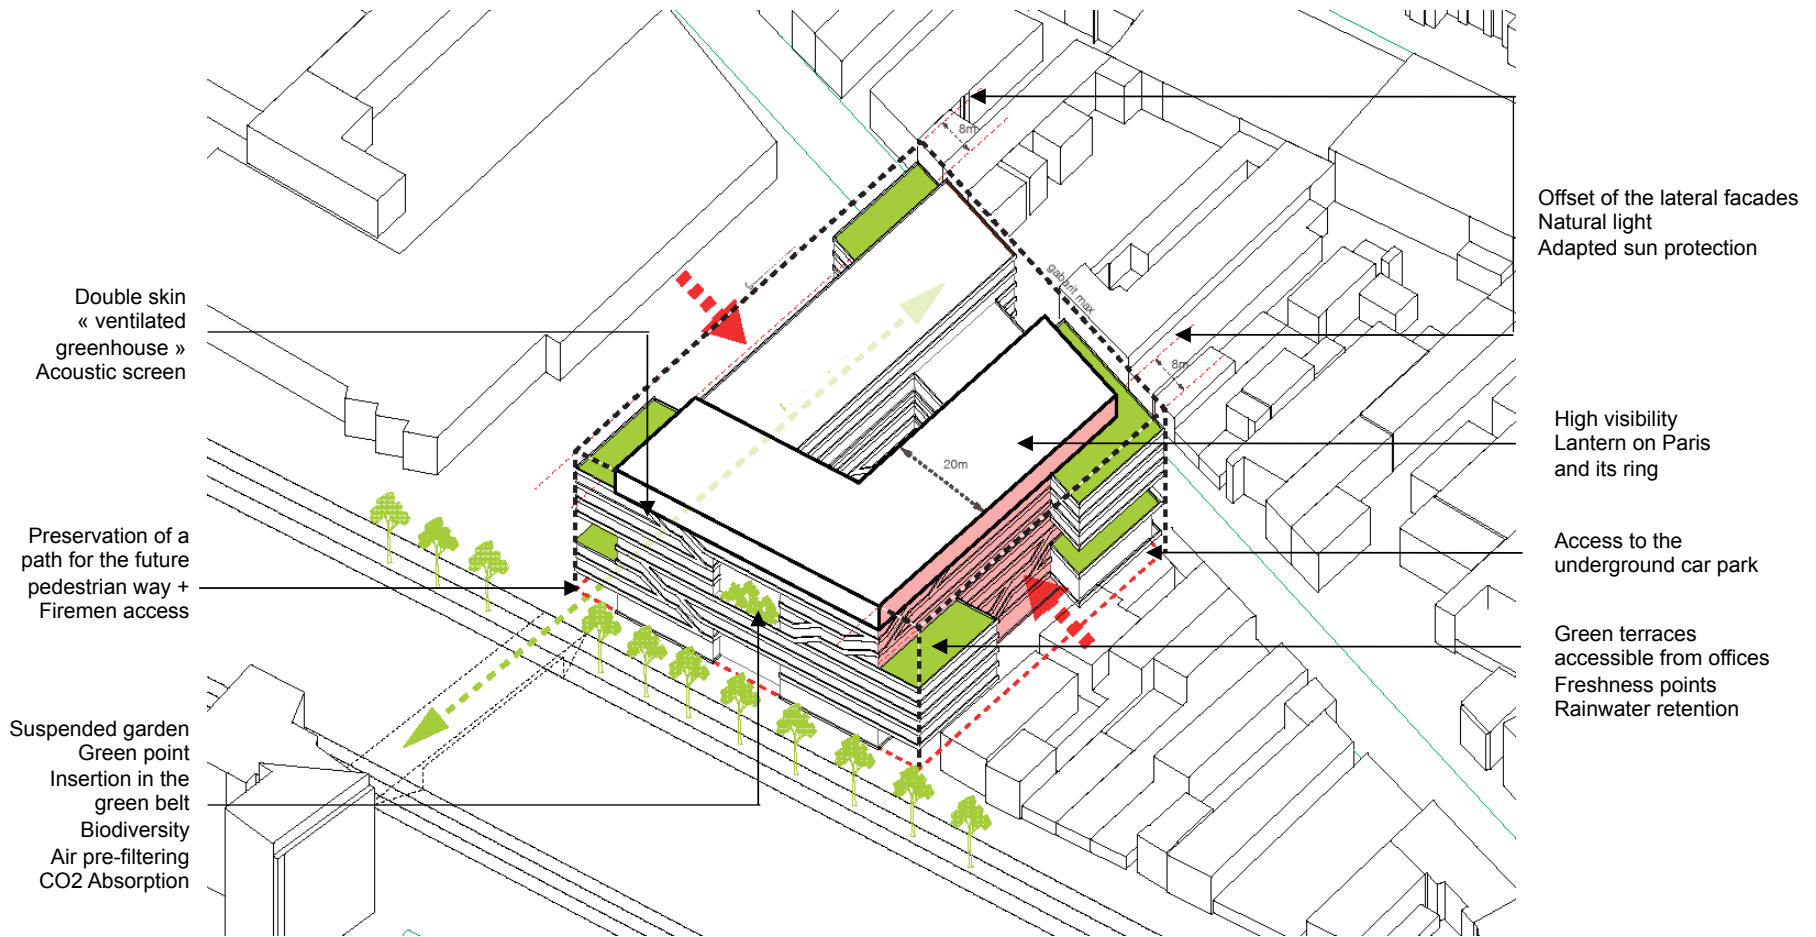 Double skin
« ventilated
greenhouse »
Acoustic screen
Preservation of a
path for the future
pedestrian way +
Firemen access
Suspended garden
Green point
Insertion in the
green belt
Biodiversity
Air pre-filtering
CO2 Absorption
8m
gabarit max
8m
20m
Offset of the lateral facades
Natural light
Adapted sun protection
High visibility
Lantern on Paris
and its ring
Access to the
underground car park
Green terraces
accessible from offices
Freshness points
Rainwater retention